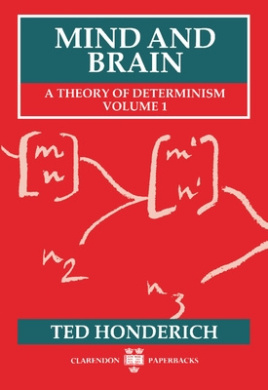 MIND AND
BRAIN
A THEORY OF DETERMINISM
VOLUME 1
m
n
m'
n'
n2
n3
TED HONDERICH
CLARENDON PAPERBACKS